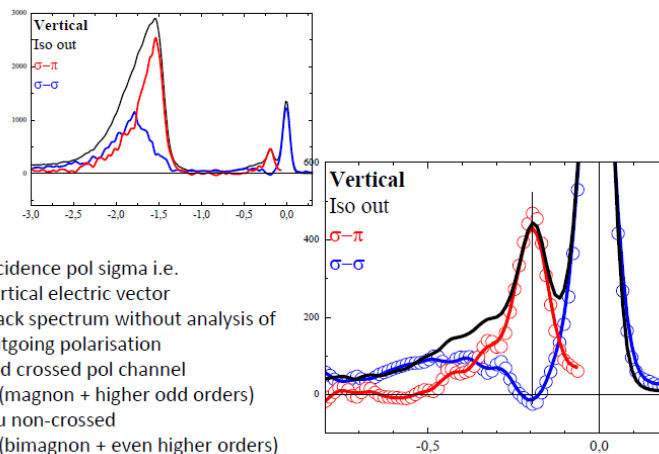 3000
Vertical
Iso out
σ–π
σ–σ
2000
1000
0
-3,0 -2,5 -2,0 -1,5 -1,0 -0,5 0,0
600
Vertical
Iso out
σ–π
σ–σ
400
200
0
-0,5 0,0
cidence pol sigma i.e.
rtical electric vector
ack spectrum without analysis of
utgoing polarisation
d crossed pol channel
(magnon + higher odd orders)
u non-crossed
(bimagnon + even higher orders)